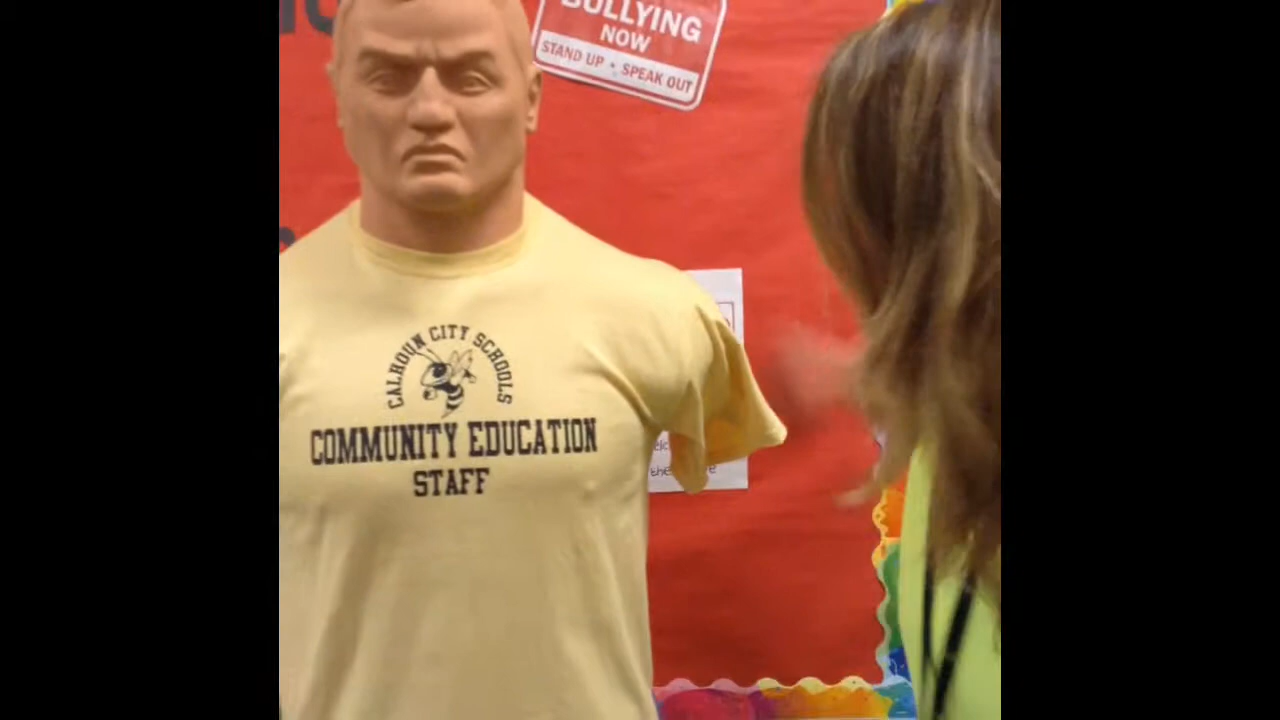 BULLYING
NOW
STAND UP • SPEAK OUT
CALHOUN CITY SCHOOLS
COMMUNITY EDUCATION
STAFF